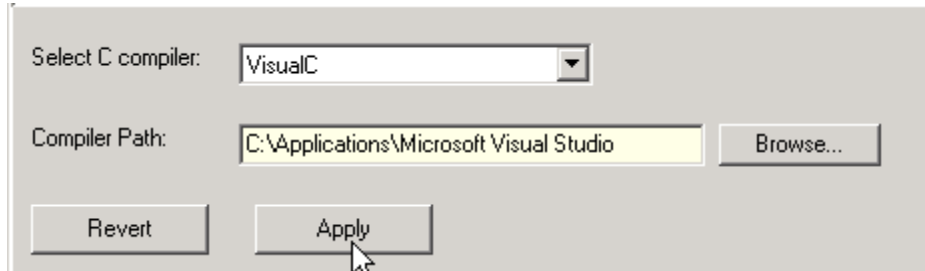 Select C compiler: VisualC
Compiler Path: C:\Applications\Microsoft Visual Studio Browse...
Revert Apply